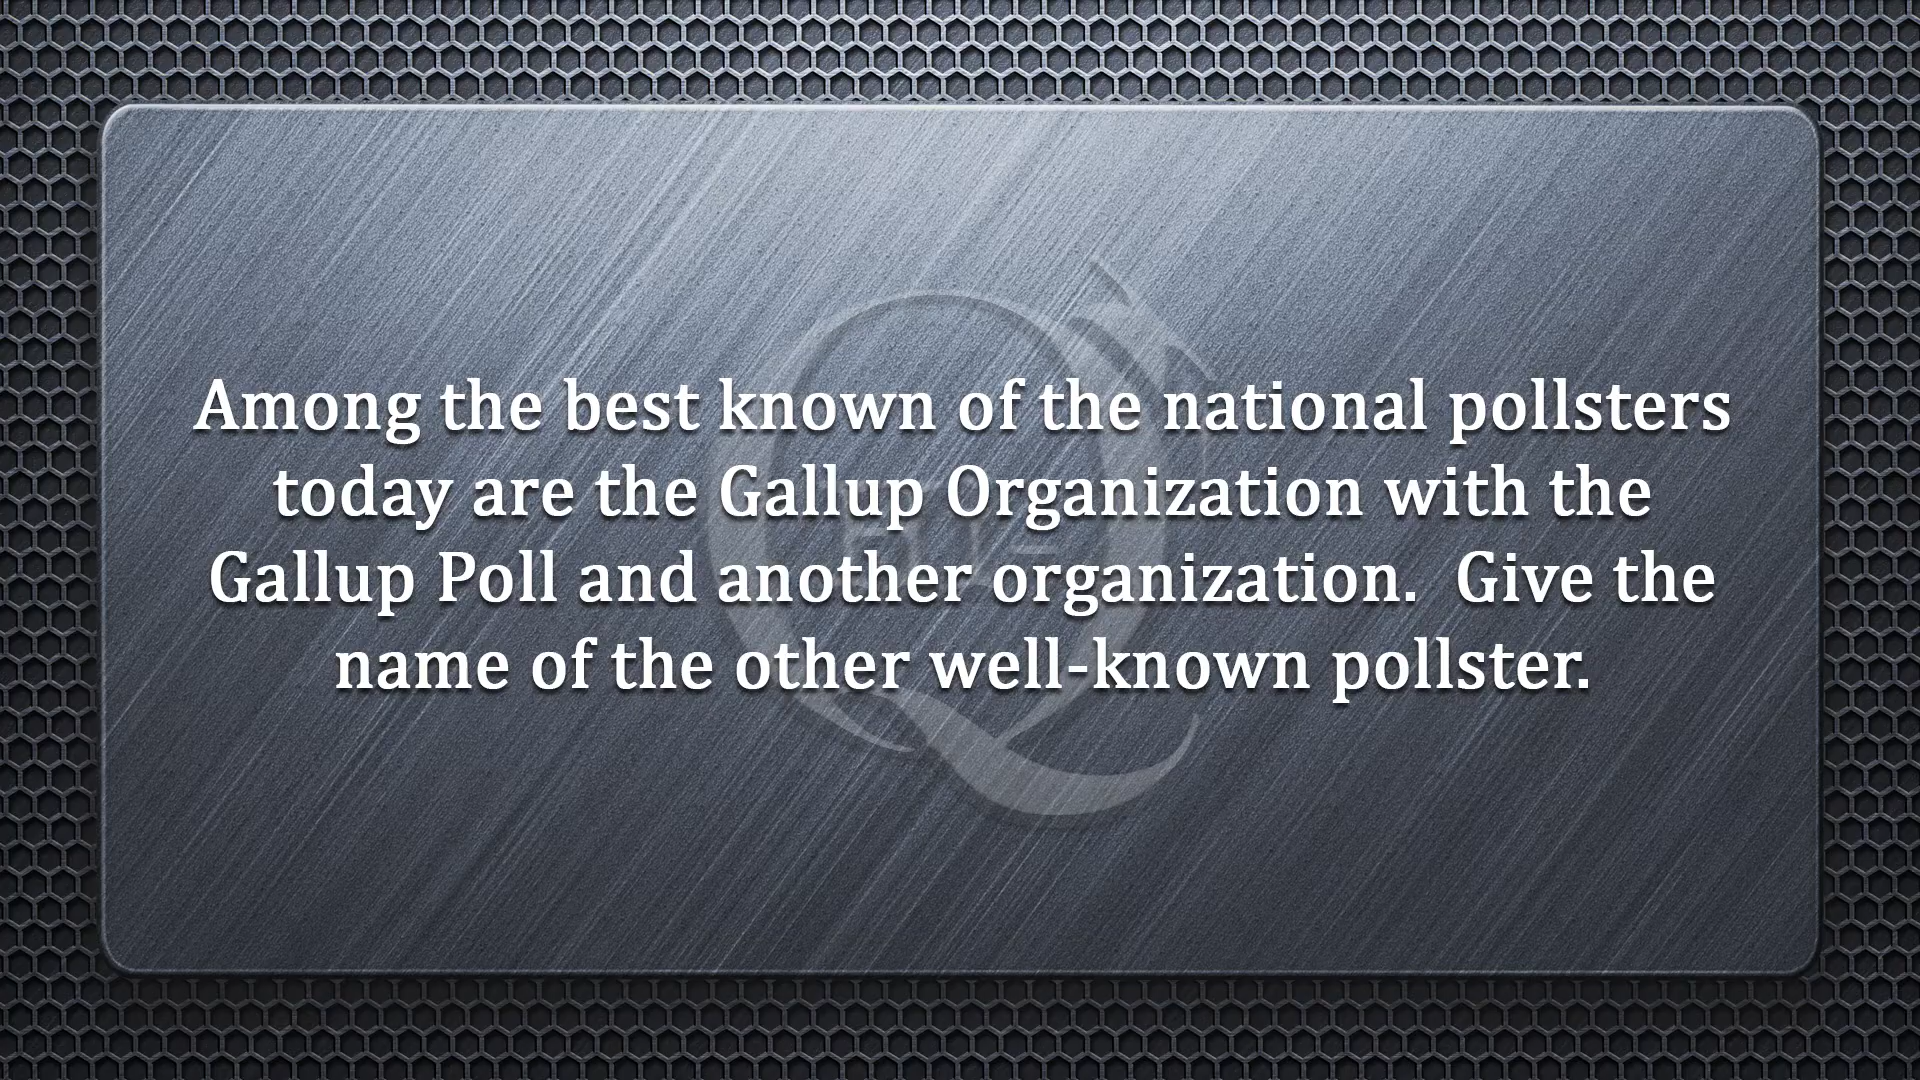 Among the best known of the national pollsters
today are the Gallup Organization with the
Gallup Poll and another organization.  Give the
name of the other well-known pollster.